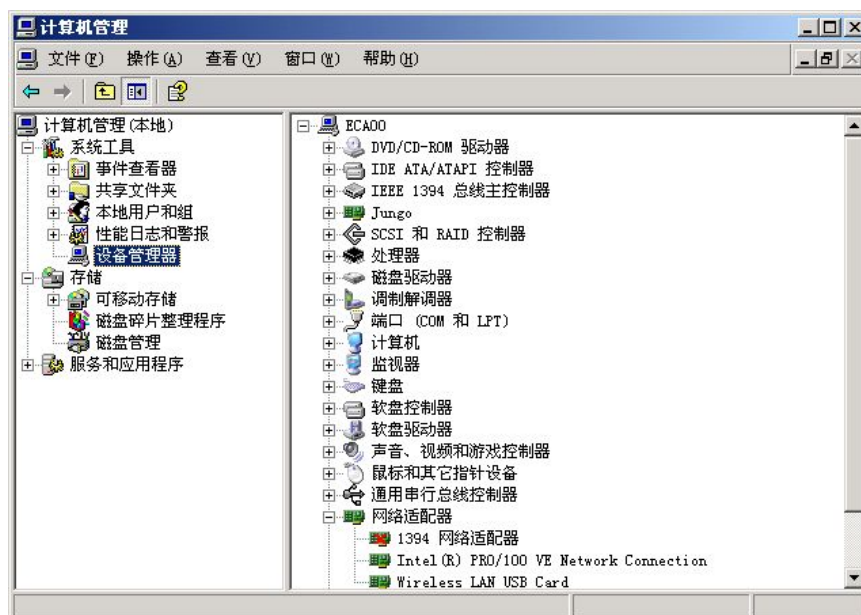 计算机管理
文件(F) 操作(A) 查看(V) 窗口(W) 帮助(H)
计算机管理(本地)
系统工具
事件查看器
共享文件夹
本地用户和组
性能日志和警报
设备管理器
存储
可移动存储
磁盘碎片整理程序
磁盘管理
服务和应用程序
ECA00
DVD/CD-ROM 驱动器
IDE ATA/ATAPI 控制器
IEEE 1394 总线主控制器
Jungo
SCSI 和 RAID 控制器
处理器
磁盘驱动器
调制解调器
端口 (COM 和 LPT)
计算机
监视器
键盘
软盘控制器
软盘驱动器
声音、视频和游戏控制器
鼠标和其它指针设备
通用串行总线控制器
网络适配器
1394 网络适配器
Intel(R) PRO/100 VE Network Connection
Wireless LAN USB Card